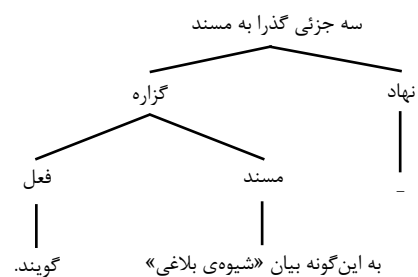 سه جزئی گذرا به مسند
نهاد
گزاره
مسند
فعل
–
به این‌گونه بیان «شیوه‌ی بلاغی»
گویند.